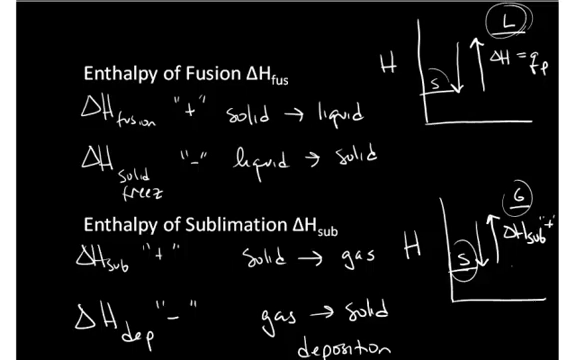 L
H
ΔH = qp
S
Enthalpy of Fusion ΔHfus
ΔHfusion "+" solid → liquid
ΔHsolid "-" liquid → solid
freez
G
Enthalpy of Sublimation ΔHsub
H
ΔHsub "+"
S
ΔHsub "+" solid → gas
ΔHdep "-" gas → solid
deposition